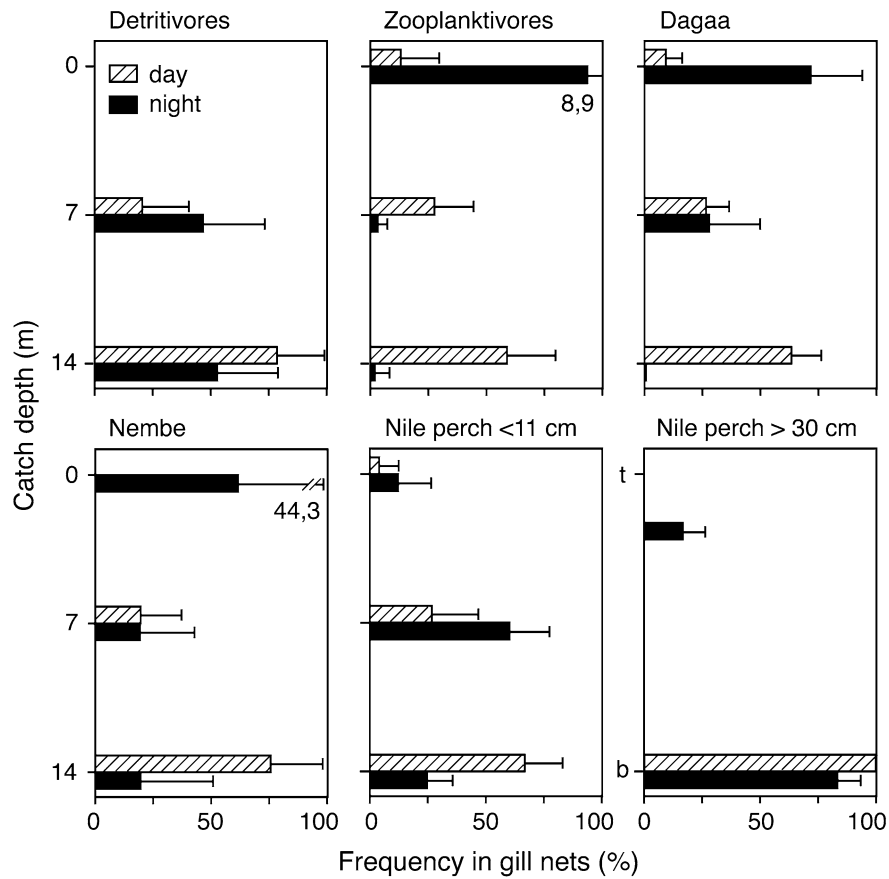 Detritivores
Zooplanktivores
Dagaa
day
night
0
7
14
8,9
Catch depth (m)
Nembe
Nile perch <11 cm
Nile perch > 30 cm
0
7
14
44,3
t
b
0 50 100
0 50 100
0 50 100
Frequency in gill nets (%)